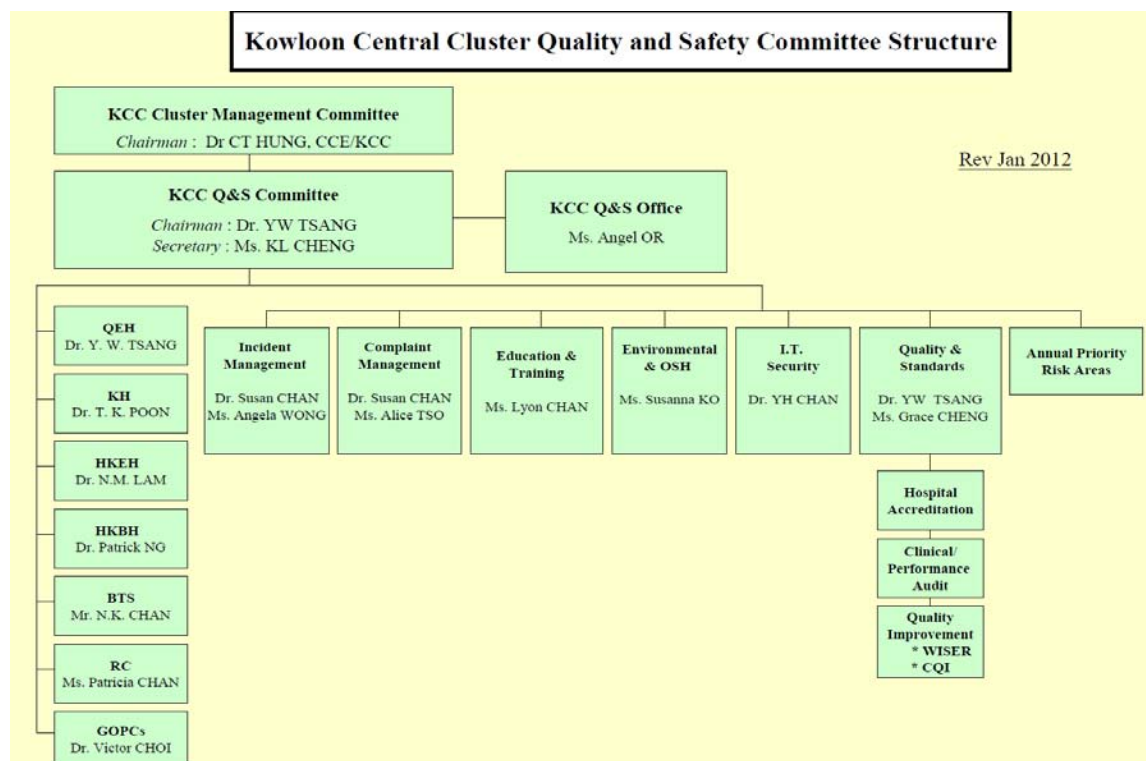 Kowloon Central Cluster Quality and Safety Committee Structure
KCC Cluster Management Committee
Chairman : Dr CT HUNG, CCE/KCC
Rev Jan 2012
KCC Q&S Committee
Chairman : Dr. YW TSANG
Secretary : Ms. KL CHENG
KCC Q&S Office
Ms. Angel OR
QEH
Dr. Y. W. TSANG
KH
Dr. T. K. POON
HKEH
Dr. N.M. LAM
HKBH
Dr. Patrick NG
BTS
Mr. N.K. CHAN
RC
Ms. Patricia CHAN
GOPCs
Dr. Victor CHOI
Incident
Management
Dr. Susan CHAN
Ms. Angela WONG
Complaint
Management
Dr. Susan CHAN
Ms. Alice TSO
Education &
Training
Ms. Lyon CHAN
Environmental
& OSH
Ms. Susanna KO
I.T.
Security
Dr. YH CHAN
Quality &
Standards
Dr. YW TSANG
Ms. Grace CHENG
Annual Priority
Risk Areas
Hospital
Accreditation
Clinical/
Performance
Audit
Quality
Improvement
* WISER
* CQI